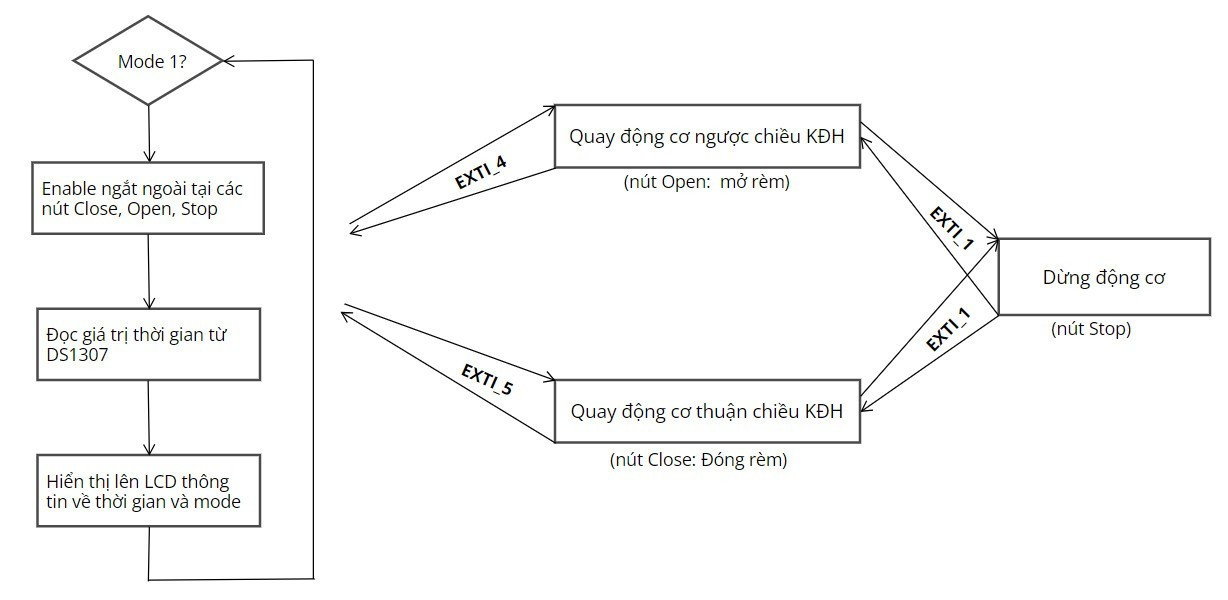 Mode 1?
Enable ngắt ngoài tại các
nút Close, Open, Stop
Đọc giá trị thời gian từ
DS1307
Hiển thị lên LCD thông
tin về thời gian và mode
EXTI_4
Quay động cơ ngược chiều KĐH
(nút Open: mở rèm)
EXTI_5
Quay động cơ thuận chiều KĐH
(nút Close: Đóng rèm)
EXTI_1
EXTI_1
Dừng động cơ
(nút Stop)